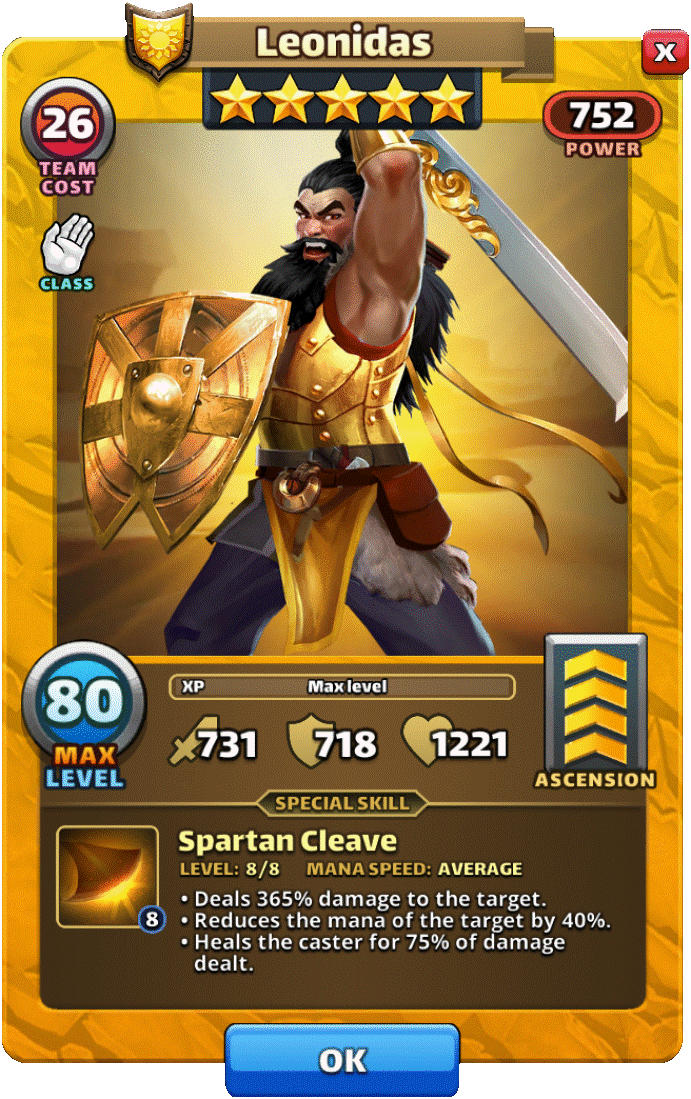 Leonidas
X
26
TEAM
COST
752
POWER
CLASS
80
MAX
LEVEL
XP Max level
731 718 1221
ASCENSION
SPECIAL SKILL
Spartan Cleave
LEVEL: 8/8 MANA SPEED: AVERAGE
8
• Deals 365% damage to the target.
• Reduces the mana of the target by 40%.
• Heals the caster for 75% of damage
dealt.
OK